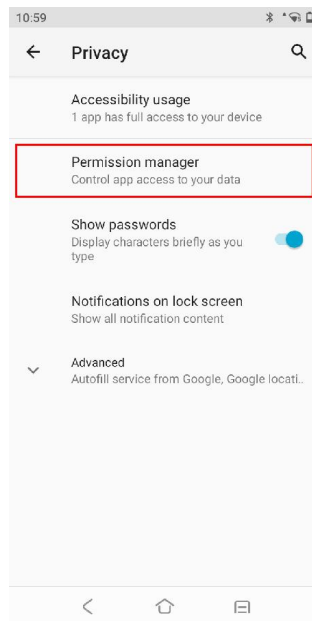 10:59
Privacy
Accessibility usage
1 app has full access to your device
Permission manager
Control app access to your data
Show passwords
Display characters briefly as you
type
Notifications on lock screen
Show all notification content
Advanced
Autofill service from Google, Google locati..